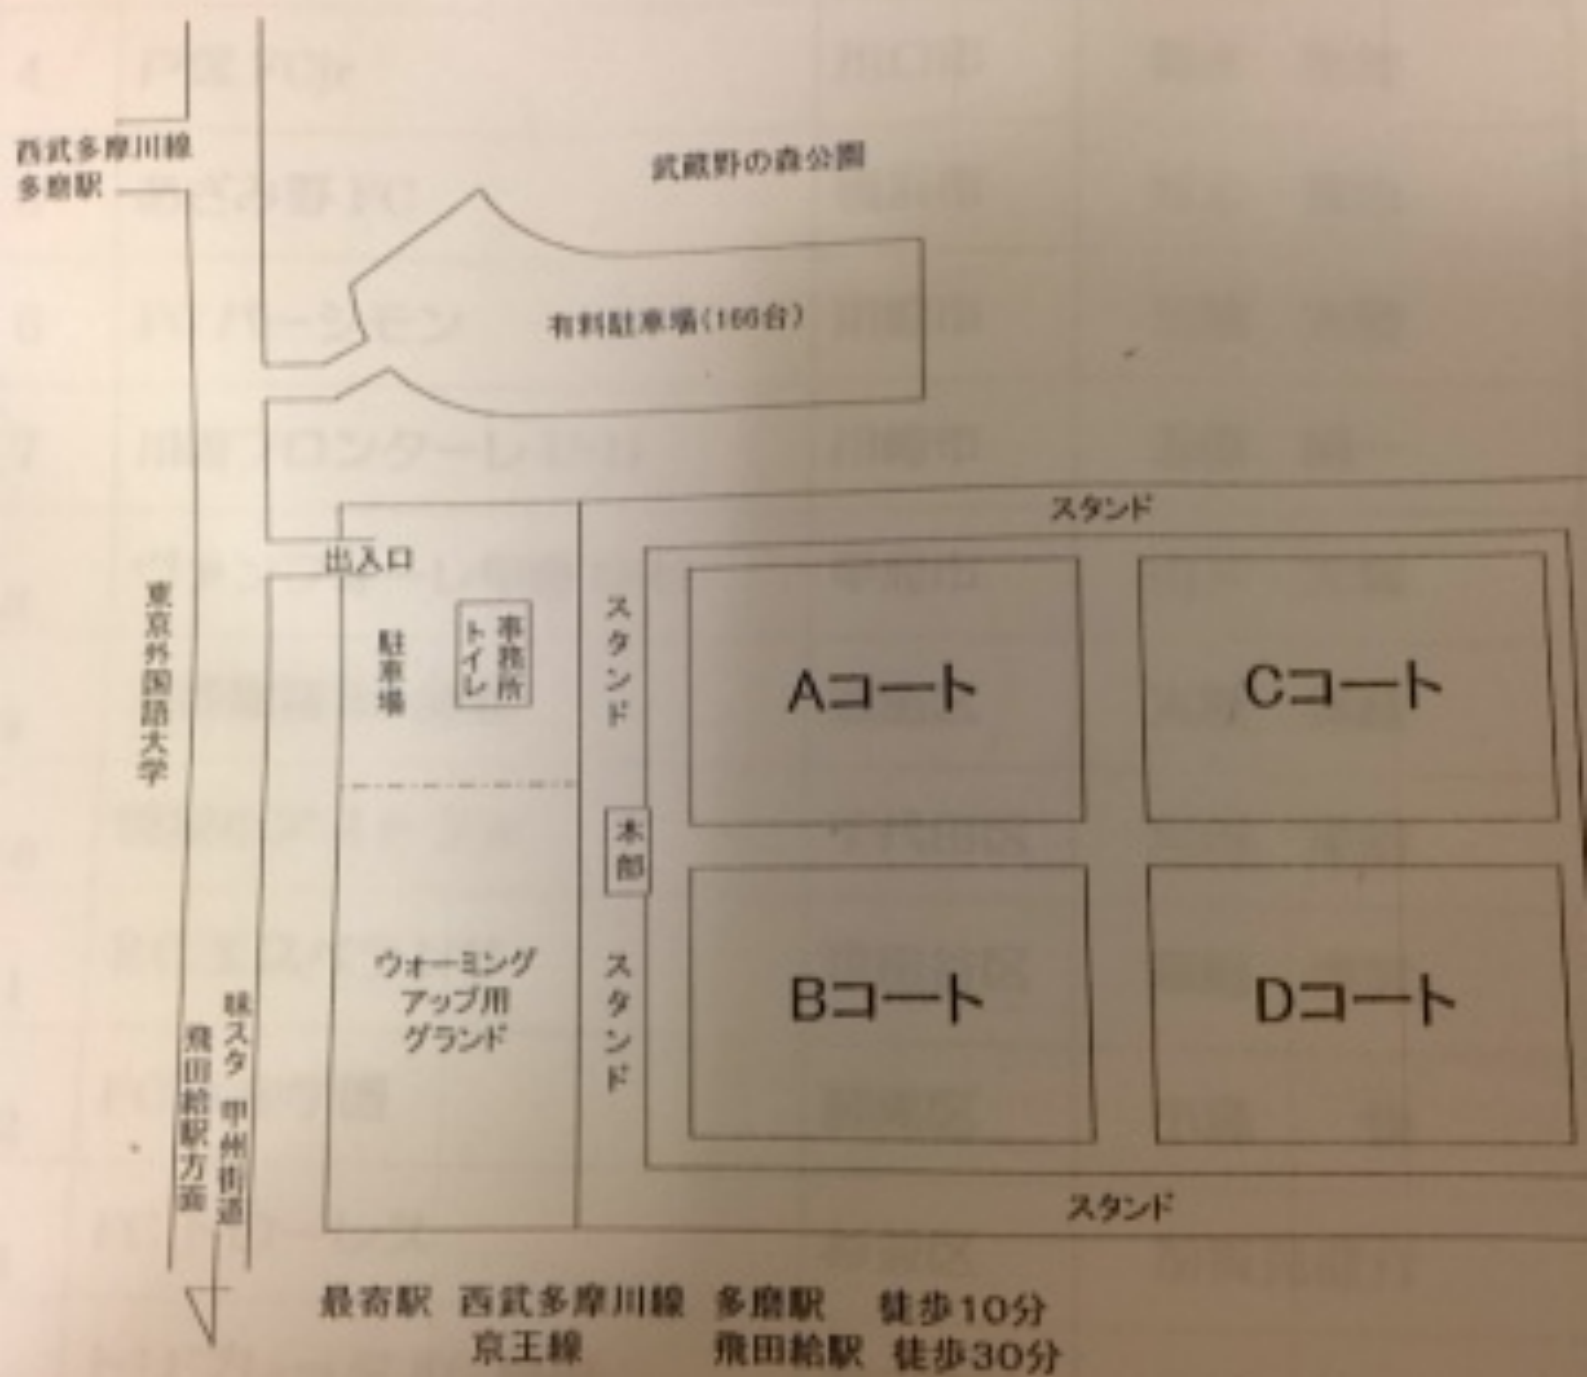 西武多摩川線
多磨駅
武蔵野の森公園
有料駐車場(166台)
スタンド
出入口
東京外国語大学
駐車場
事務所
トイレ
スタンド
Aコート
Cコート
本部
ウォーミング
アップ用
グランド
スタンド
Bコート
Dコート
味スタ 甲州街道
飛田給駅方面
スタンド
最寄駅 西武多摩川線 多磨駅 徒歩10分
京王線 飛田給駅 徒歩30分